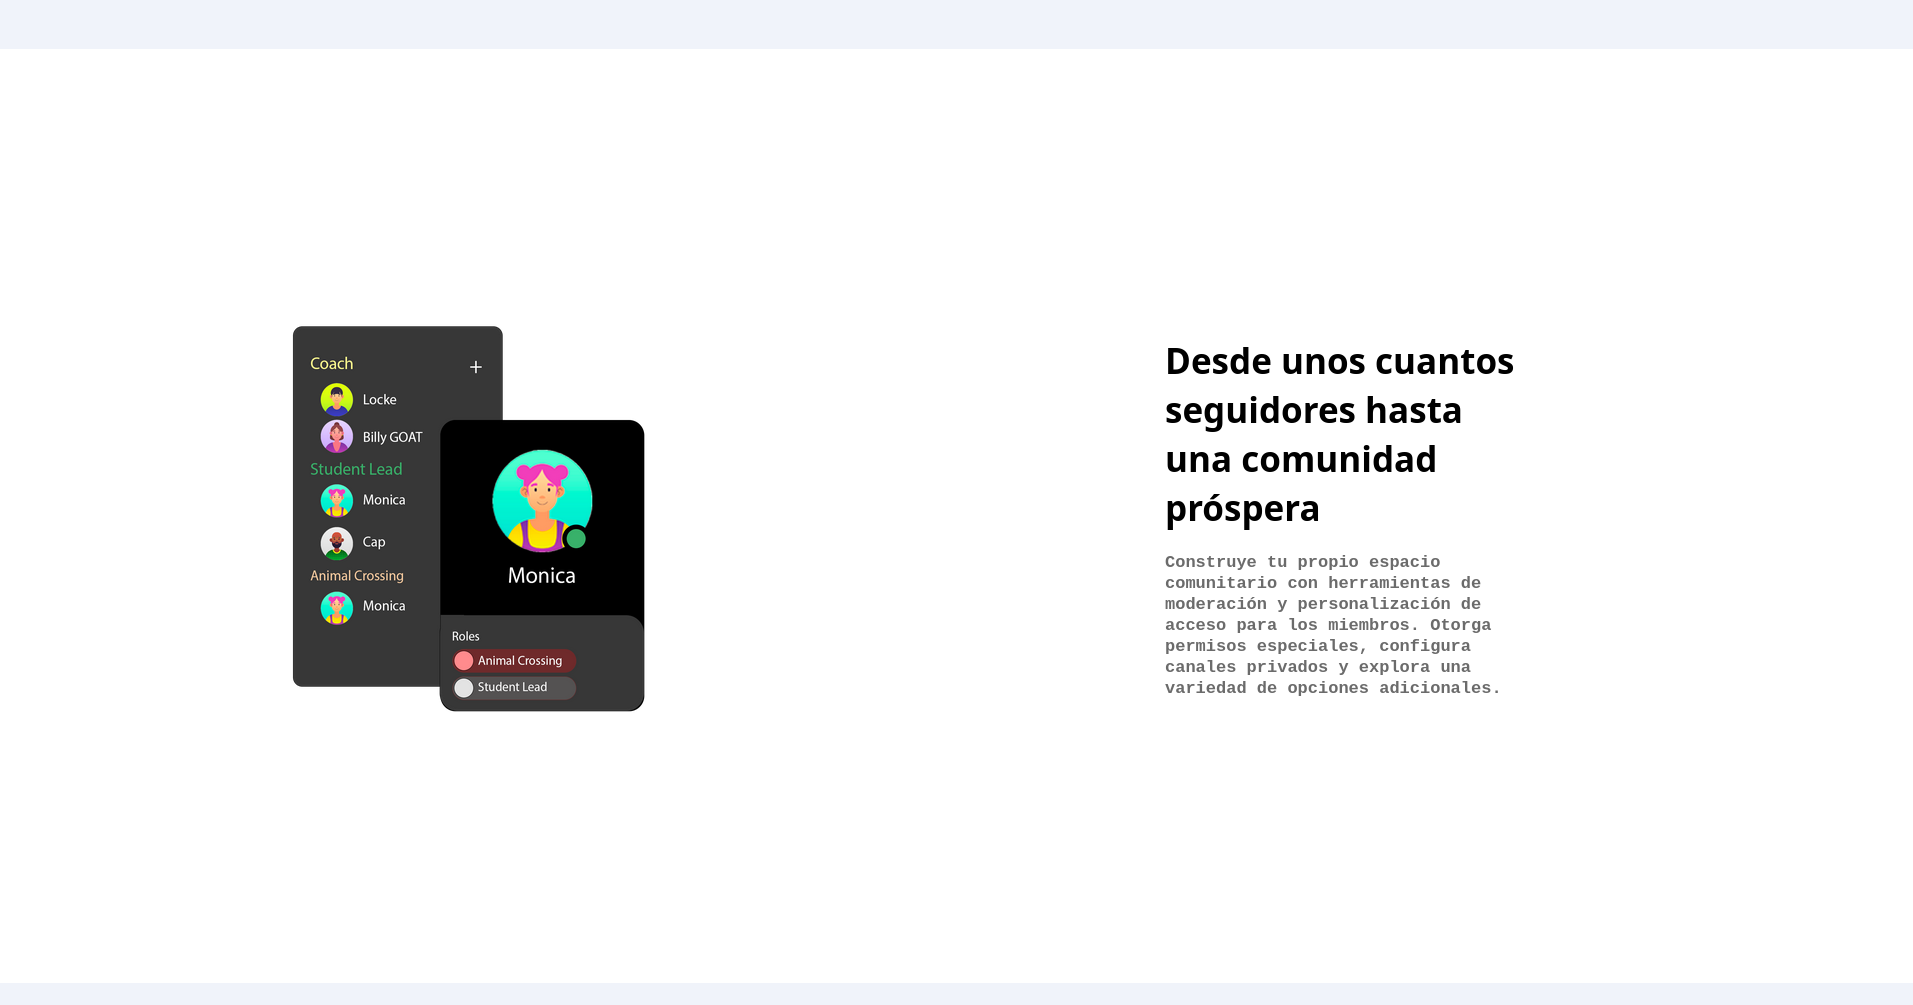 Coach
Locke
Billy GOAT
Student Lead
Monica
Cap
Animal Crossing
Monica
Monica
Roles
Animal Crossing
Student Lead
Desde unos cuantos
seguidores hasta
una comunidad
próspera
Construye tu propio espacio
comunitario con herramientas de
moderación y personalización de
acceso para los miembros. Otorga
permisos especiales, configura
canales privados y explora una
variedad de opciones adicionales.